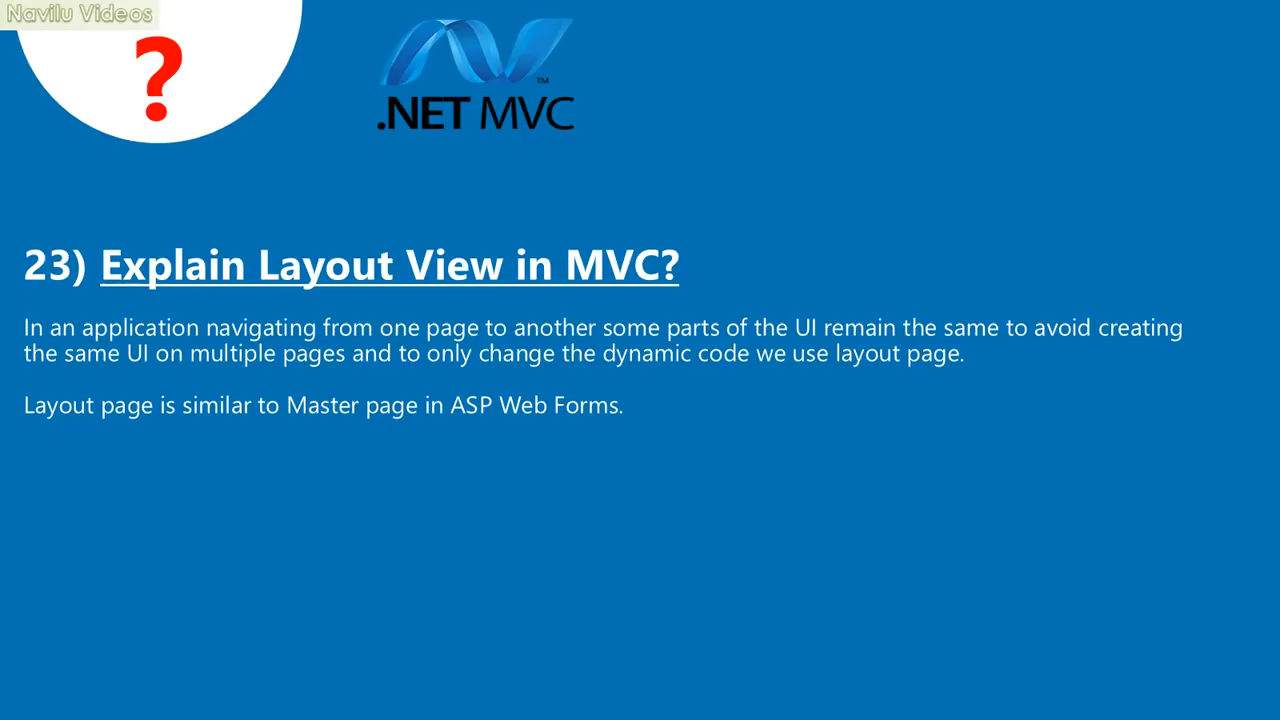 Navilu Videos
?
™
.NET MVC
23) Explain Layout View in MVC?
In an application navigating from one page to another some parts of the UI remain the same to avoid creating
the same UI on multiple pages and to only change the dynamic code we use layout page.
Layout page is similar to Master page in ASP Web Forms.